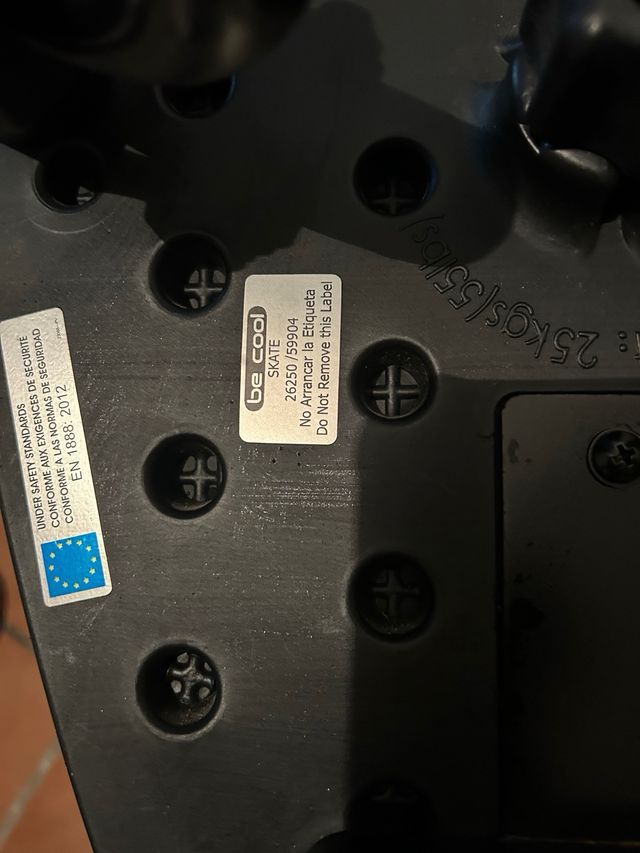 be cool
SKATE
26250 /59904
No Arrancar la Etiqueta
Do Not Remove this Label
UNDER SAFETY STANDARDS
CONFORME AUX EXIGENCES DE SECURITÉ
CONFORME A LAS NORMAS DE SEGURIDAD
EN 1888: 2012
: 25kgs(55lbs)